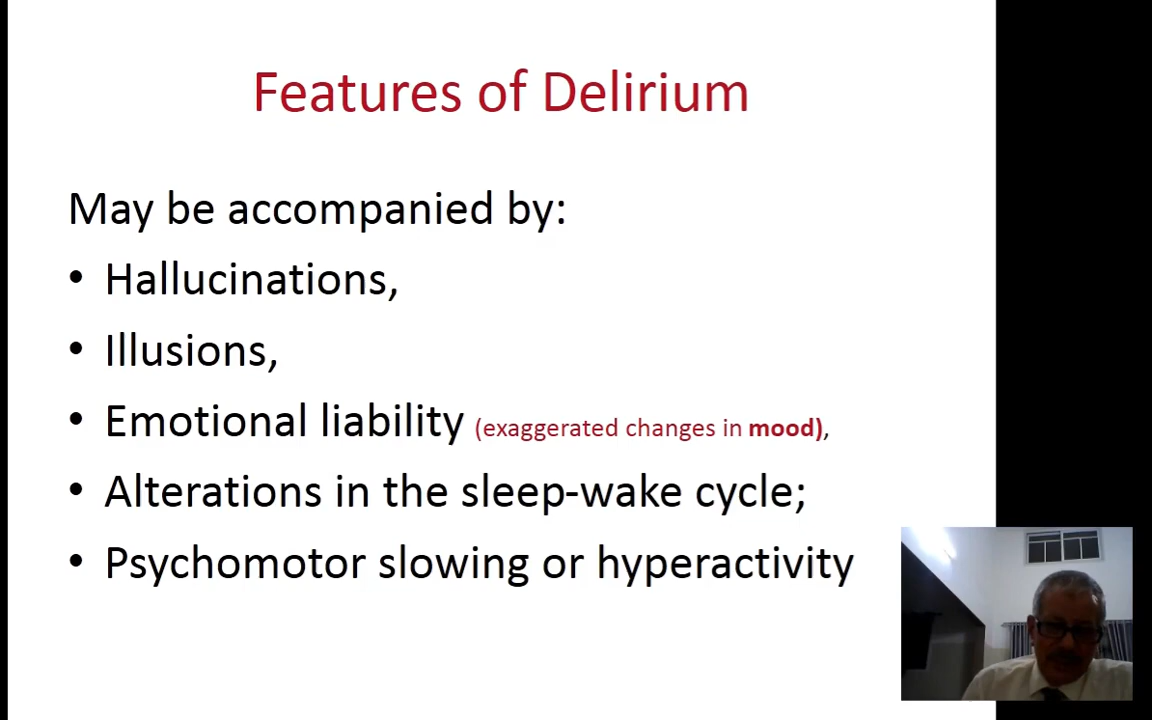 Features of Delirium
May be accompanied by:
• Hallucinations,
• Illusions,
• Emotional liability (exaggerated changes in mood),
• Alterations in the sleep-wake cycle;
• Psychomotor slowing or hyperactivity